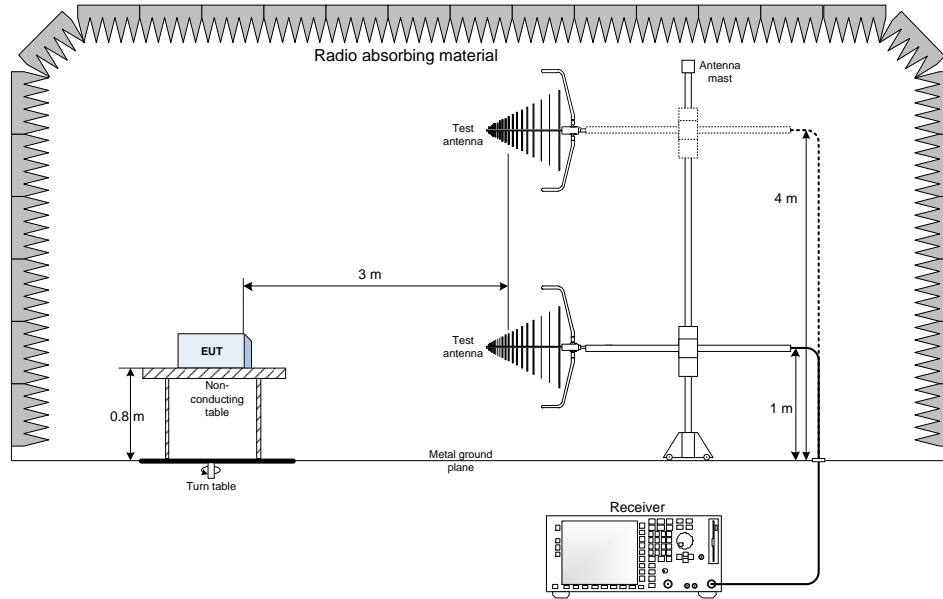 Radio absorbing material
Antenna
mast
Test
antenna
4 m
3 m
Test
antenna
EUT
Non-
conducting
table
0.8 m
1 m
Metal ground
plane
Turn table
Receiver